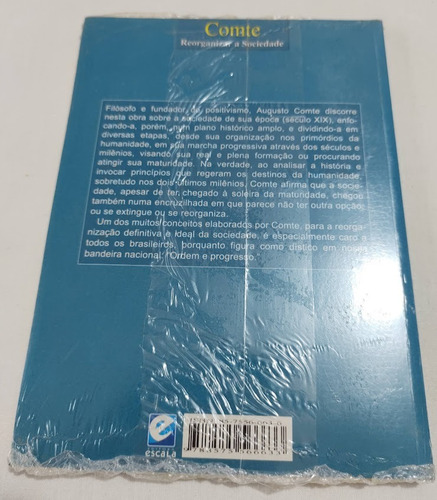 Comte
Reorganizar a Sociedade
Filósofo e fundador do positivismo, Augusto Comte discorre
nesta obra sobre a sociedade de sua época (século XIX), enfo-
cando-a, porém, num plano histórico amplo, e dividindo-a em
diversas etapas, desde sua organização nos primórdios da
humanidade, em sua marcha progressiva através dos séculos e
milênios, visando sua real e plena formação ou procurando
atingir sua maturidade. Na verdade, ao analisar a história e
invocar princípios que regeram os destinos da humanidade,
sobretudo nos dois últimos milênios, Comte afirma que a socie-
dade, apesar de ter chegado à soleira da maturidade, chegou
também numa encruzilhada em que parece não ter outra opção:
ou se extingue ou se reorganiza.
Um dos muitos conceitos elaborados por Comte, para a reorga-
nização definitiva e ideal da sociedade, é especialmente caro a
todos os brasileiros, porquanto figura como dístico em nossa
bandeira nacional: "Ordem e progresso."
escala